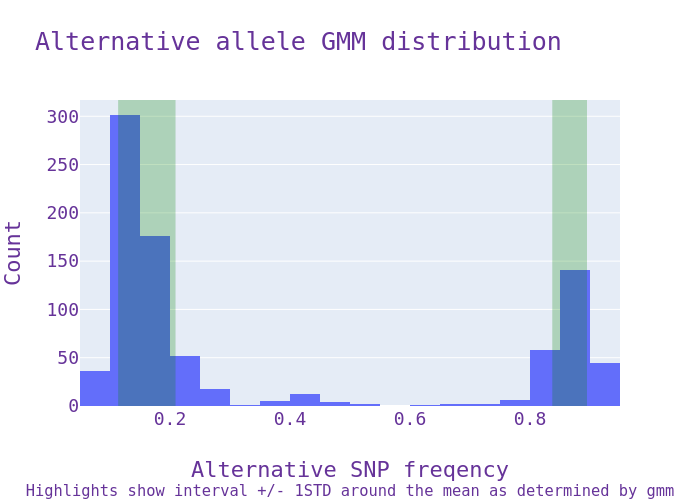 Alternative allele GMM distribution
300
250
200
150
100
50
0
Count
0.2 0.4 0.6 0.8
Alternative SNP freqency
Highlights show interval +/- 1STD around the mean as determined by gmm